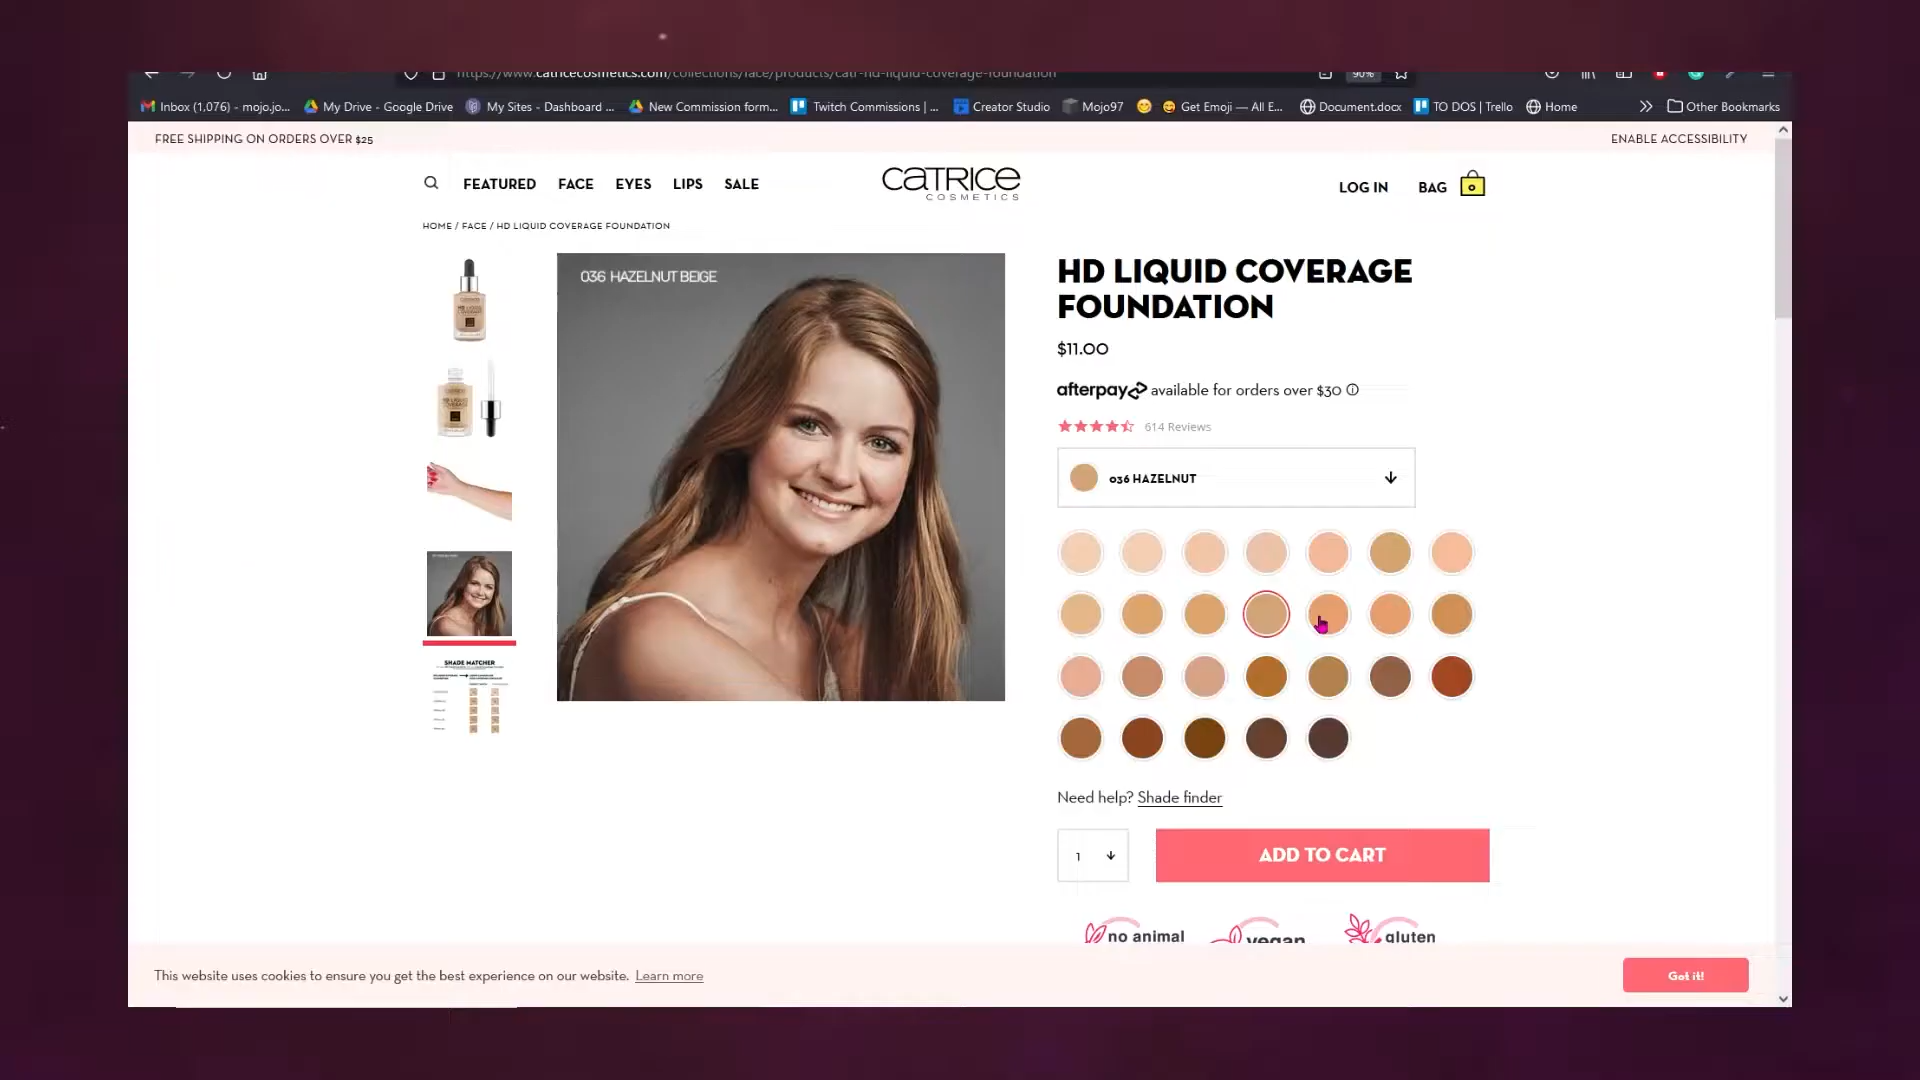 https://www.catricecosmetics.com/collections/face/products/catr-hd-liquid-coverage-foundation
90%
Inbox (1,076) - mojo.jo... My Drive - Google Drive My Sites - Dashboard ... New Commission form... Twitch Commissions | ... Creator Studio Mojo97 Get Emoji — All E... Document.docx TO DOS | Trello Home Other Bookmarks
FREE SHIPPING ON ORDERS OVER $25 ENABLE ACCESSIBILITY
FEATURED FACE EYES LIPS SALE CATRICE COSMETICS LOG IN BAG 0
HOME / FACE / HD LIQUID COVERAGE FOUNDATION
036 HAZELNUT BEIGE
SHADE MATCHER
HD LIQUID COVERAGE
FOUNDATION
$11.00
afterpay available for orders over $30
614 Reviews
036 HAZELNUT
Need help? Shade finder
1 ADD TO CART
no animal vegan gluten
This website uses cookies to ensure you get the best experience on our website. Learn more Got it!